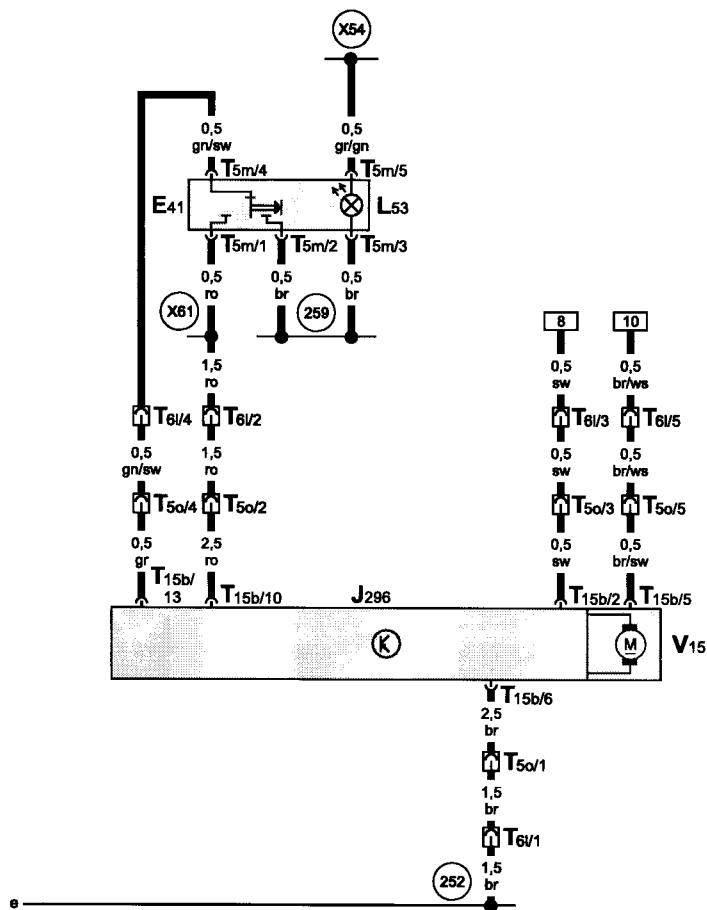 X54
0,5 0,5
gn/sw gr/gn
T5m/4 T5m/5
E41 L53
T5m/1 T5m/2 T5m/3
0,5 0,5 0,5
ro br br
X61 259 8 10
1,5 0,5 0,5
ro sw br/ws
T6l/4 T6l/2 T6l/3 T6l/5
0,5 1,5 0,5 0,5
gn/sw ro sw br/ws
T5o/4 T5o/2 T5o/3 T5o/5
0,5 2,5 0,5 0,5
gr ro sw br/sw
T15b/
13 T15b/10 J296 T15b/2 T15b/5
K M V15
T15b/6
2,5
br
T5o/1
1,5
br
T6l/1
252 1,5
br
e